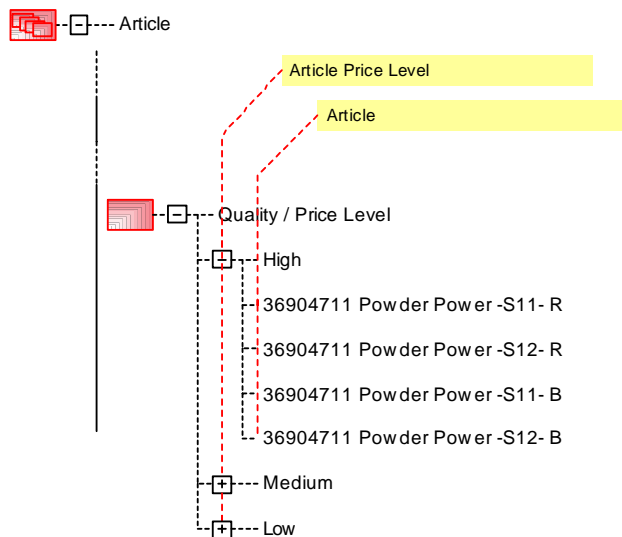 Article
Article Price Level
Article
Quality / Price Level
High
36904711 Powder Power -S11- R
36904711 Powder Power -S12- R
36904711 Powder Power -S11- B
36904711 Powder Power -S12- B
Medium
Low